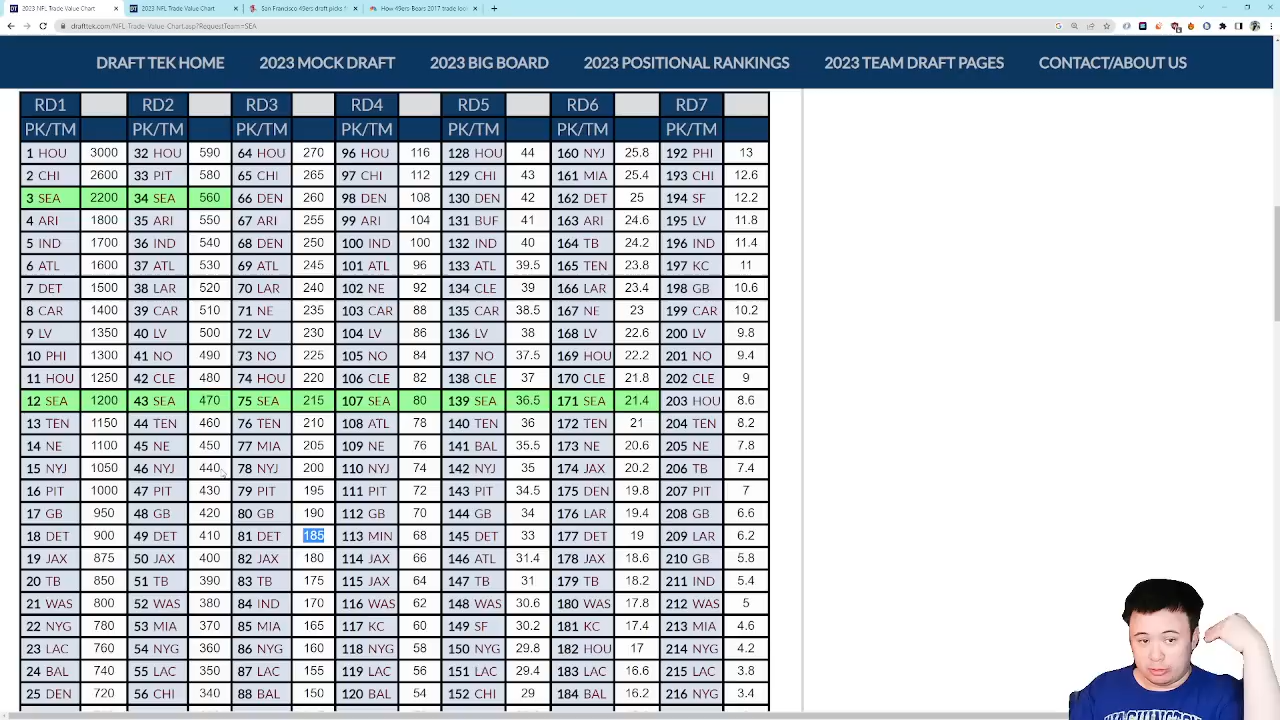 2023 NFL Trade Value Chart
2023 NFL Trade Value Chart
San Francisco 49ers draft picks
How 49ers-Bears 2017 trade
drafttek.com/NFL-Trade-Value-Chart.asp?RequestTeam=SEA
DRAFT TEK HOME 2023 MOCK DRAFT 2023 BIG BOARD 2023 POSITIONAL RANKINGS 2023 TEAM DRAFT PAGES CONTACT/ABOUT US
RD1 RD2 RD3 RD4 RD5 RD6 RD7
PK/TM PK/TM PK/TM PK/TM PK/TM PK/TM PK/TM
1 HOU 3000 32 HOU 590 64 HOU 270 96 HOU 116 128 HOU 44 160 NYJ 25.8 192 PHI 13
2 CHI 2600 33 PIT 580 65 CHI 265 97 CHI 112 129 CHI 43 161 MIA 25.4 193 CHI 12.6
3 SEA 2200 34 SEA 560 66 DEN 260 98 DEN 108 130 DEN 42 162 DET 25 194 SF 12.2
4 ARI 1800 35 ARI 550 67 ARI 255 99 ARI 104 131 BUF 41 163 ARI 24.6 195 LV 11.8
5 IND 1700 36 IND 540 68 DEN 250 100 IND 100 132 IND 40 164 TB 24.2 196 IND 11.4
6 ATL 1600 37 ATL 530 69 ATL 245 101 ATL 96 133 ATL 39.5 165 TEN 23.8 197 KC 11
7 DET 1500 38 LAR 520 70 LAR 240 102 NE 92 134 CLE 39 166 LAR 23.4 198 GB 10.6
8 CAR 1400 39 CAR 510 71 NE 235 103 CAR 88 135 CAR 38.5 167 NE 23 199 CAR 10.2
9 LV 1350 40 LV 500 72 LV 230 104 LV 86 136 LV 38 168 LV 22.6 200 LV 9.8
10 PHI 1300 41 NO 490 73 NO 225 105 NO 84 137 NO 37.5 169 HOU 22.2 201 NO 9.4
11 HOU 1250 42 CLE 480 74 HOU 220 106 CLE 82 138 CLE 37 170 CLE 21.8 202 CLE 9
12 SEA 1200 43 SEA 470 75 SEA 215 107 SEA 80 139 SEA 36.5 171 SEA 21.4 203 HOU 8.6
13 TEN 1150 44 TEN 460 76 TEN 210 108 ATL 78 140 TEN 36 172 TEN 21 204 TEN 8.2
14 NE 1100 45 NE 450 77 MIA 205 109 NE 76 141 BAL 35.5 173 NE 20.6 205 NE 7.8
15 NYJ 1050 46 NYJ 440 78 NYJ 200 110 NYJ 74 142 NYJ 35 174 JAX 20.2 206 TB 7.4
16 PIT 1000 47 PIT 430 79 PIT 195 111 PIT 72 143 PIT 34.5 175 DEN 19.8 207 PIT 7
17 GB 950 48 GB 420 80 GB 190 112 GB 70 144 GB 34 176 LAR 19.4 208 GB 6.6
18 DET 900 49 DET 410 81 DET 185 113 MIN 68 145 DET 33 177 DET 19 209 LAR 6.2
19 JAX 875 50 JAX 400 82 JAX 180 114 JAX 66 146 ATL 31.4 178 JAX 18.6 210 GB 5.8
20 TB 850 51 TB 390 83 TB 175 115 JAX 64 147 TB 31 179 TB 18.2 211 IND 5.4
21 WAS 800 52 WAS 380 84 IND 170 116 WAS 62 148 WAS 30.6 180 WAS 17.8 212 WAS 5
22 NYG 780 53 MIA 370 85 MIA 165 117 KC 60 149 SF 30.2 181 KC 17.4 213 MIA 4.6
23 LAC 760 54 NYG 360 86 NYG 160 118 NYG 58 150 NYG 29.8 182 HOU 17 214 NYG 4.2
24 BAL 740 55 LAC 350 87 LAC 155 119 LAC 56 151 LAC 29.4 183 LAC 16.6 215 LAC 3.8
25 DEN 720 56 CHI 340 88 BAL 150 120 BAL 54 152 CHI 29 184 BAL 16.2 216 NYG 3.4